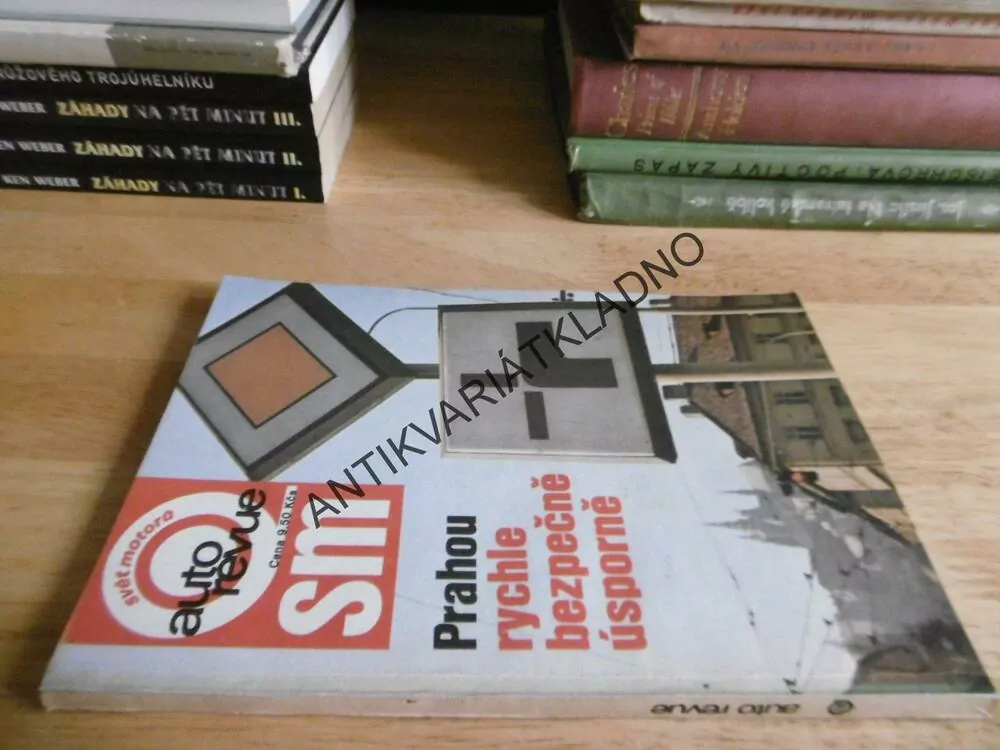 RŮŽOVÉHO TROJÚHELNÍKU
WEBER ZÁHADY NA PĚT MINUT III.
KEN WEBER ZÁHADY NA PĚT MINUT II.
KEN WEBER ZÁHADY NA PĚT MINUT I.
POCTIVÝ ZÁPAS
ANTIKVARIÁTKLADNO
svět motorů
auto
revue
Cena 9,50 Kčs
sm
Prahou
rychle
bezpečně
úsporně
auto revue